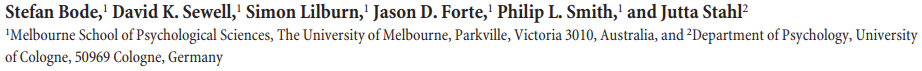 Stefan Bode,¹ David K. Sewell,¹ Simon Lilburn,¹ Jason D. Forte,¹ Philip L. Smith,¹ and Jutta Stahl²
¹Melbourne School of Psychological Sciences, The University of Melbourne, Parkville, Victoria 3010, Australia, and ²Department of Psychology, University
of Cologne, 50969 Cologne, Germany